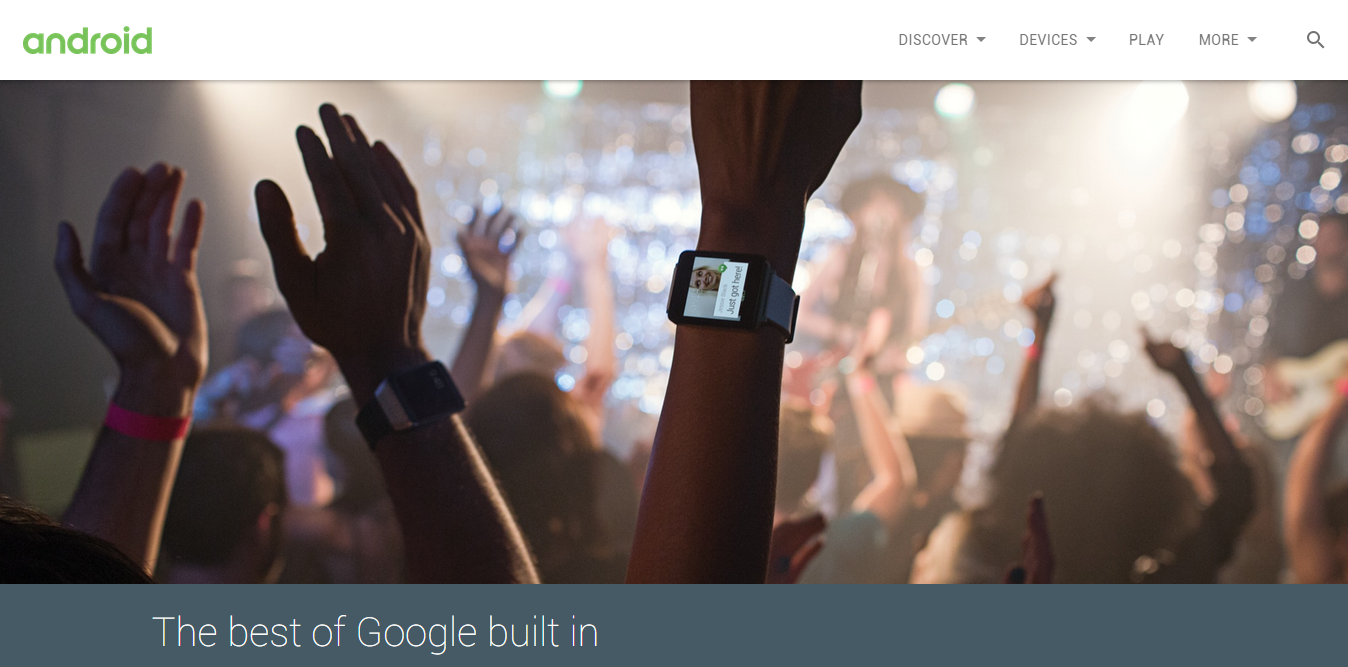 android
DISCOVER
DEVICES
PLAY
MORE
Just got here!
The best of Google built in